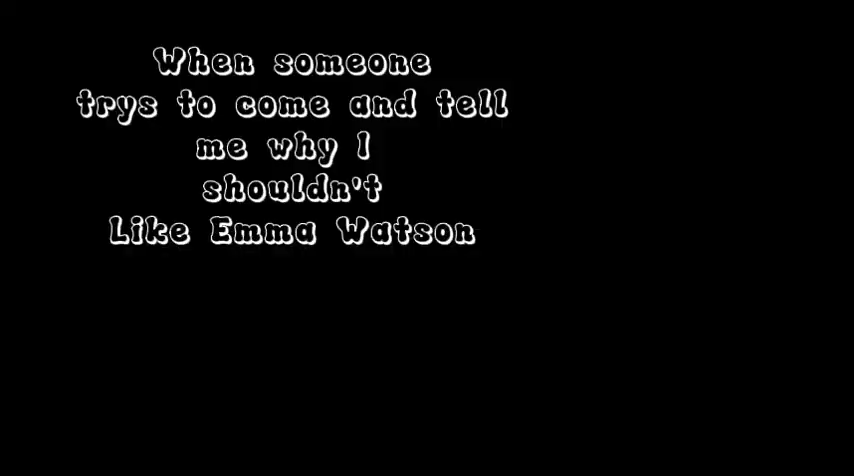 When someone
trys to come and tell
me why I
shouldn't
Like Emma Watson